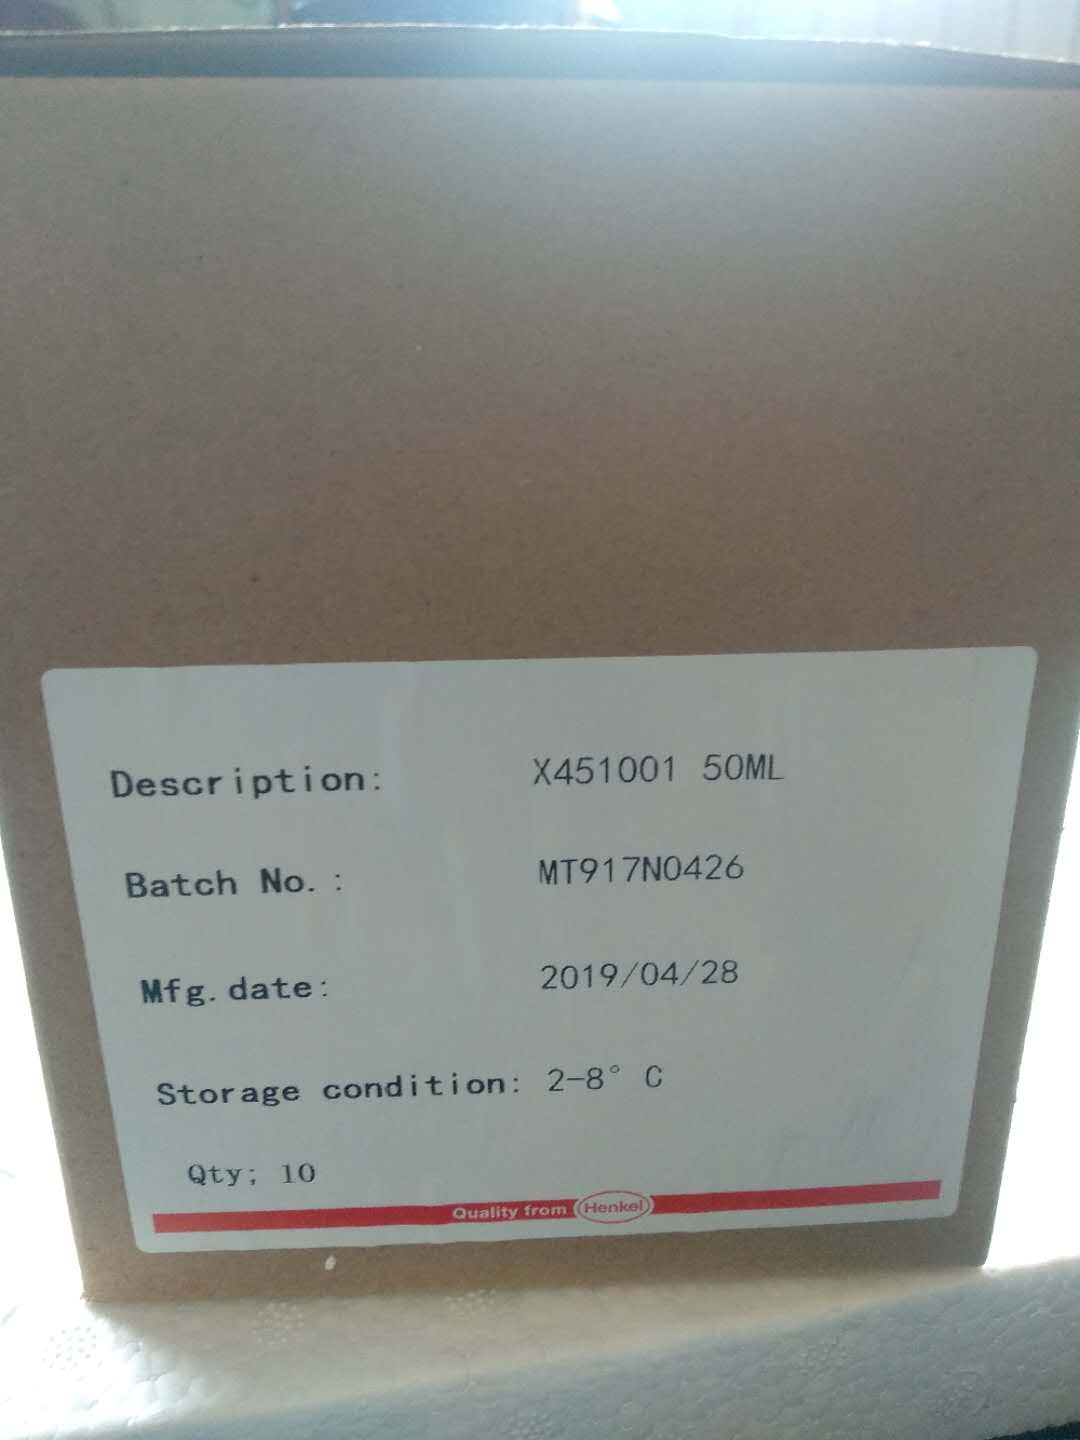 Description: X451001 50ML
Batch No.: MT917N0426
Mfg.date: 2019/04/28
Storage condition: 2-8° C
Qty; 10
Quality from Henkel